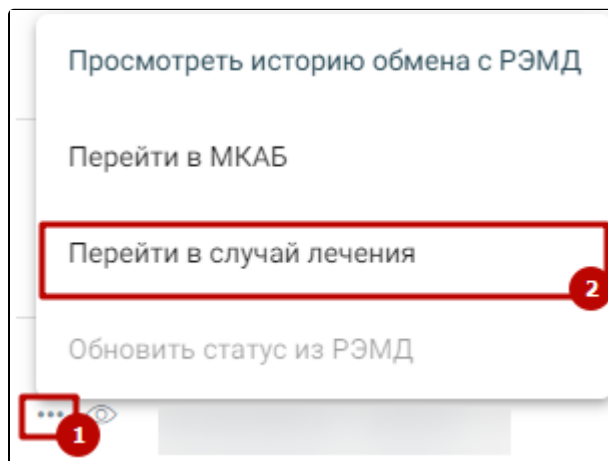 Просмотреть историю обмена с РЭМД
Перейти в МКАБ
Перейти в случай лечения
2
Обновить статус из РЭМД
1